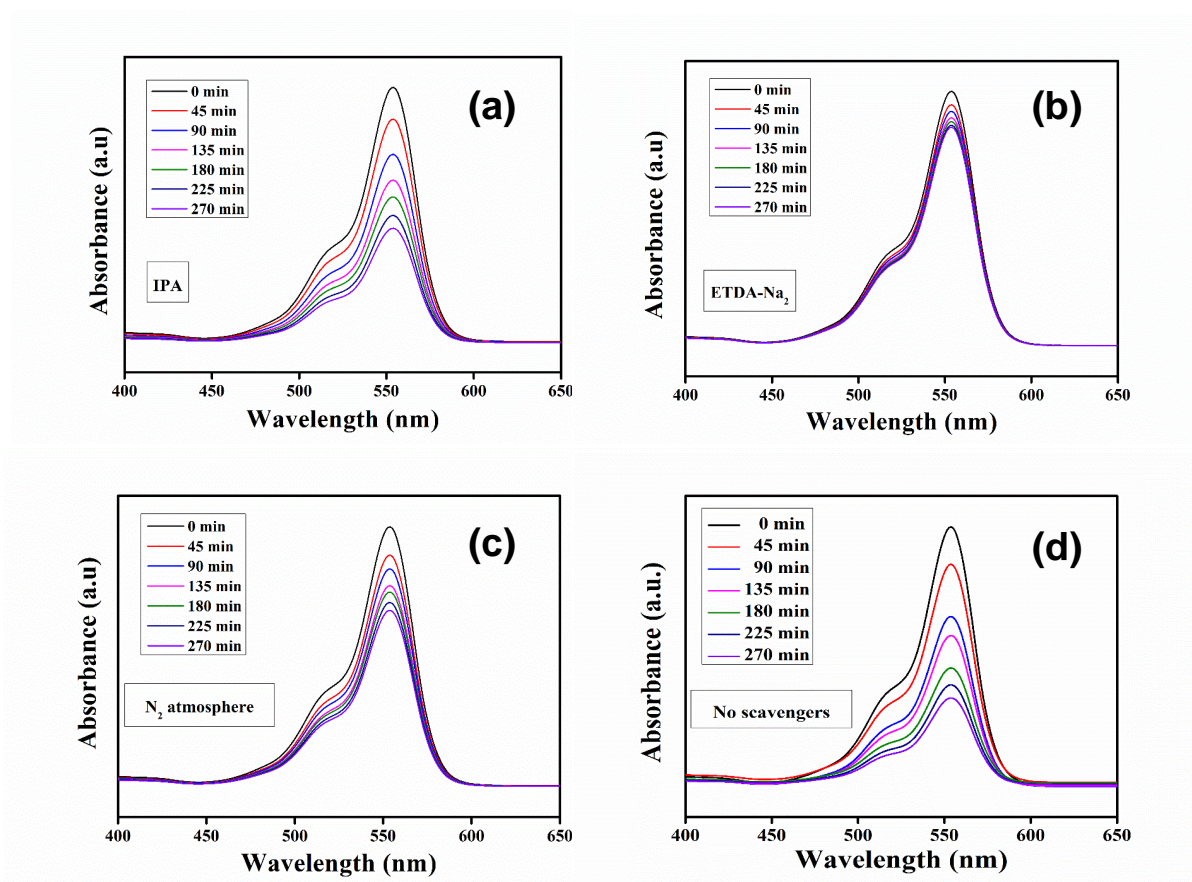 (a)
0 min
45 min
90 min
135 min
180 min
225 min
270 min
IPA
Absorbance (a.u)
400 450 500 550 600 650
Wavelength (nm)
(b)
0 min
45 min
90 min
135 min
180 min
225 min
270 min
ETDA-Na₂
Absorbance (a.u)
400 450 500 550 600 650
Wavelength (nm)
(c)
0 min
45 min
90 min
135 min
180 min
225 min
270 min
N₂ atmosphere
Absorbance (a.u)
400 450 500 550 600 650
Wavelength (nm)
(d)
0 min
45 min
90 min
135 min
180 min
225 min
270 min
No scavengers
Absorbance (a.u.)
400 450 500 550 600 650
Wavelength (nm)